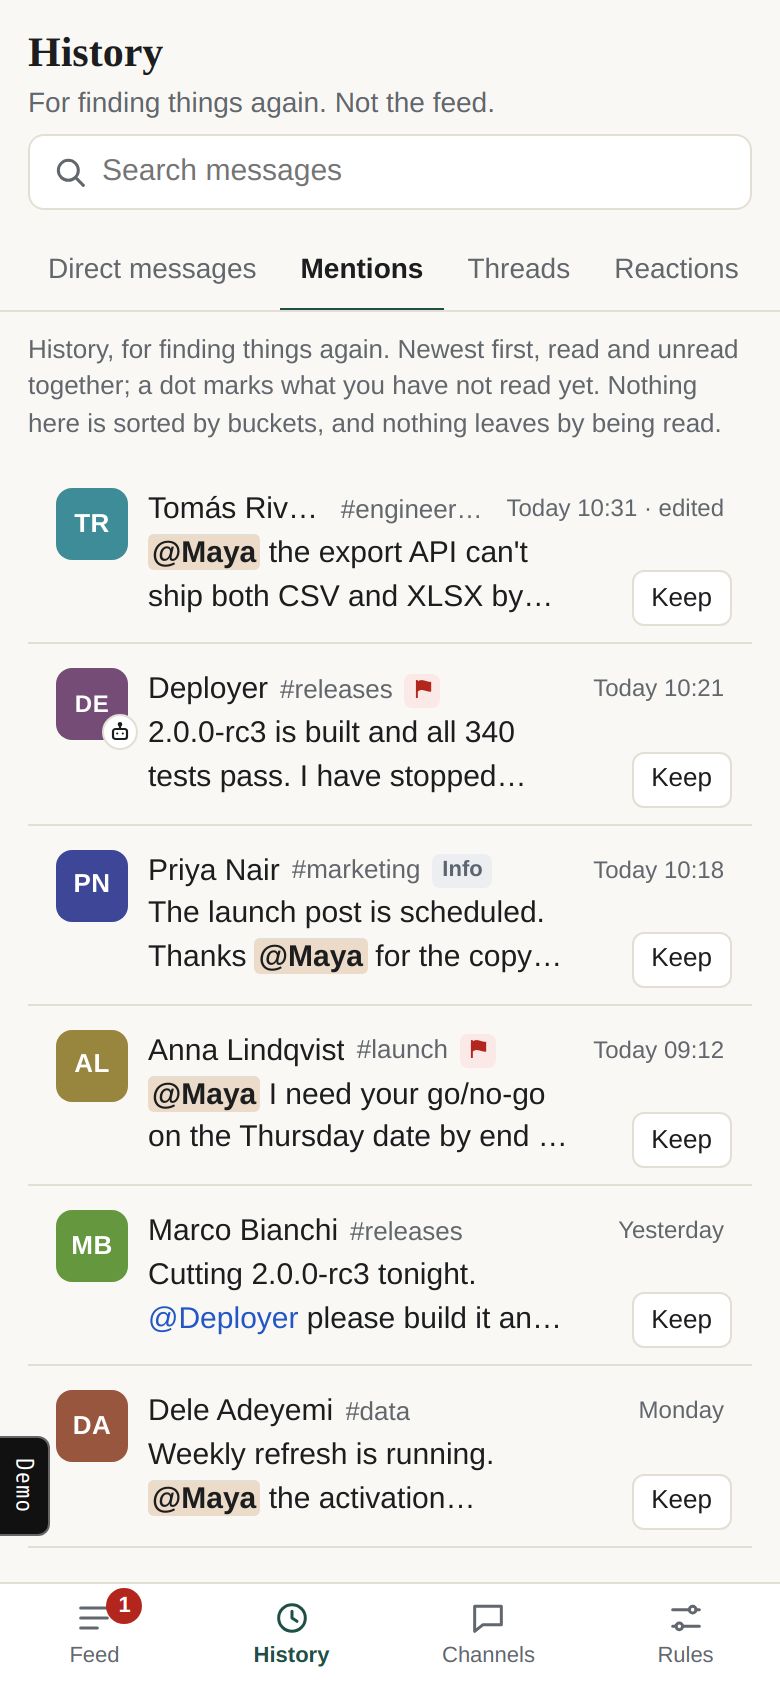 History
For finding things again. Not the feed.
Search messages
Direct messages Mentions Threads Reactions
History, for finding things again. Newest first, read and unread
together; a dot marks what you have not read yet. Nothing
here is sorted by buckets, and nothing leaves by being read.
TR Tomás Riv… #engineer… Today 10:31 · edited
@Maya the export API can't
ship both CSV and XLSX by…
Keep
DE Deployer #releases Today 10:21
2.0.0-rc3 is built and all 340
tests pass. I have stopped…
Keep
PN Priya Nair #marketing Info Today 10:18
The launch post is scheduled.
Thanks @Maya for the copy…
Keep
AL Anna Lindqvist #launch Today 09:12
@Maya I need your go/no-go
on the Thursday date by end …
Keep
MB Marco Bianchi #releases Yesterday
Cutting 2.0.0-rc3 tonight.
@Deployer please build it an…
Keep
DA Dele Adeyemi #data Monday
Weekly refresh is running.
@Maya the activation…
Keep
Demo
1
Feed History Channels Rules